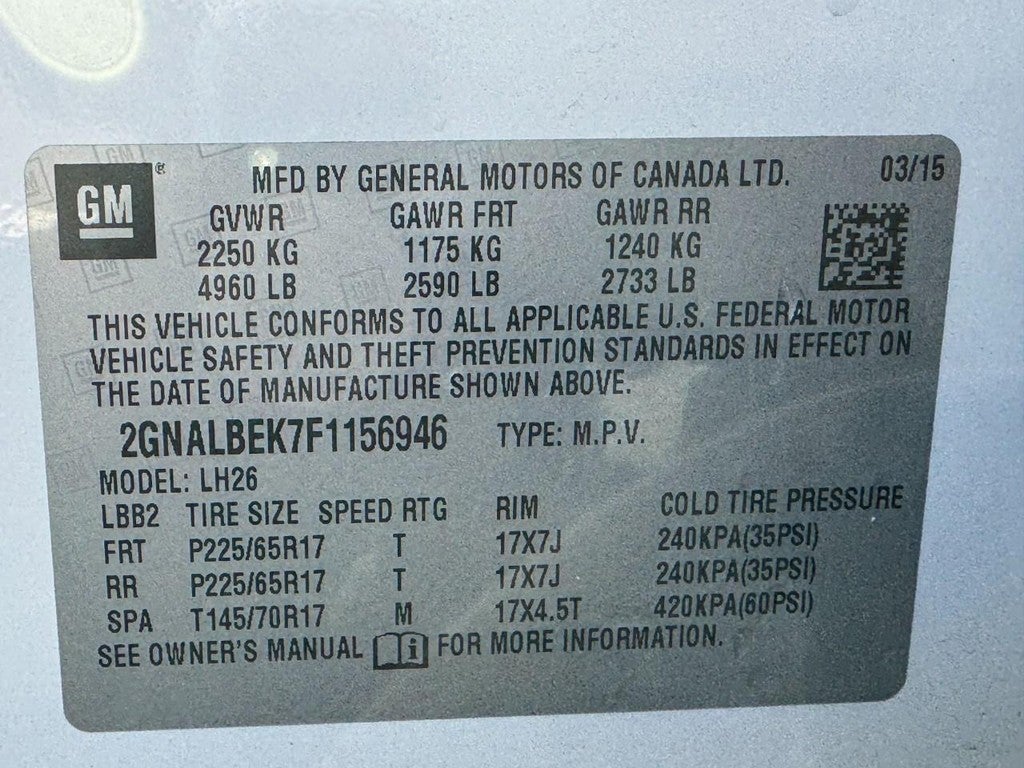 GM
MFD BY GENERAL MOTORS OF CANADA LTD. 03/15
GVWR GAWR FRT GAWR RR
2250 KG 1175 KG 1240 KG
4960 LB 2590 LB 2733 LB
THIS VEHICLE CONFORMS TO ALL APPLICABLE U.S. FEDERAL MOTOR
VEHICLE SAFETY AND THEFT PREVENTION STANDARDS IN EFFECT ON
THE DATE OF MANUFACTURE SHOWN ABOVE.
2GNALBEK7F1156946 TYPE: M.P.V.
MODEL: LH26
LBB2 TIRE SIZE SPEED RTG RIM COLD TIRE PRESSURE
FRT P225/65R17 T 17X7J 240KPA(35PSI)
RR P225/65R17 T 17X7J 240KPA(35PSI)
SPA T145/70R17 M 17X4.5T 420KPA(60PSI)
SEE OWNER'S MANUAL i FOR MORE INFORMATION.